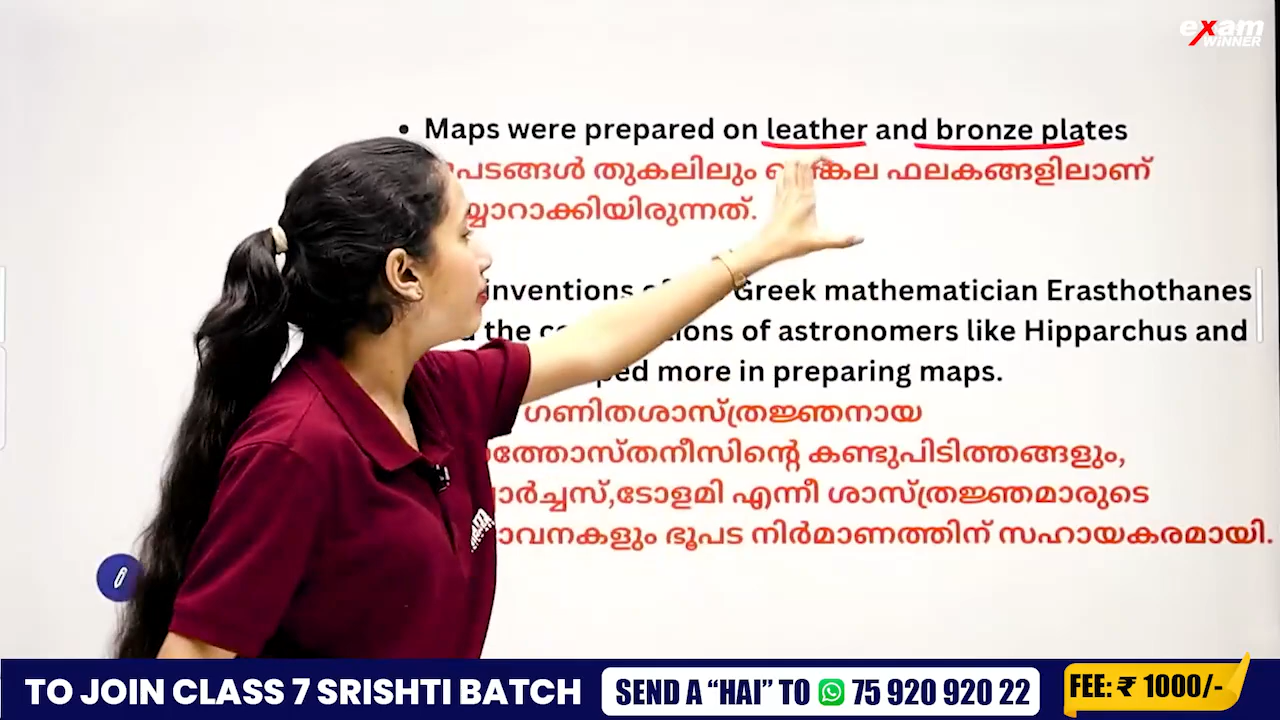 exam
WINNER
• Maps were prepared on leather and bronze plates
പടങ്ങൾ തുകലിലും ഫലകങ്ങളിലാണ്
യ്യാറാക്കിയിരുന്നത്.
inventions Greek mathematician Erasthothanes
the of astronomers like Hipparchus and
more in preparing maps.
ഗണിതശാസ്ത്രജ്ഞനായ
ത്തോസ്തനീസിന്റെ കണ്ടുപിടിത്തങ്ങളും,
ർച്ചസ്,ടോളമി എന്നീ ശാസ്ത്രജ്ഞമാരുടെ
വനകളും ഭൂപട നിർമാണത്തിന് സഹായകരമായി.
TO JOIN CLASS 7 SRISHTI BATCH
SEND A “HAI” TO 75 920 920 22
FEE: ₹ 1000/-